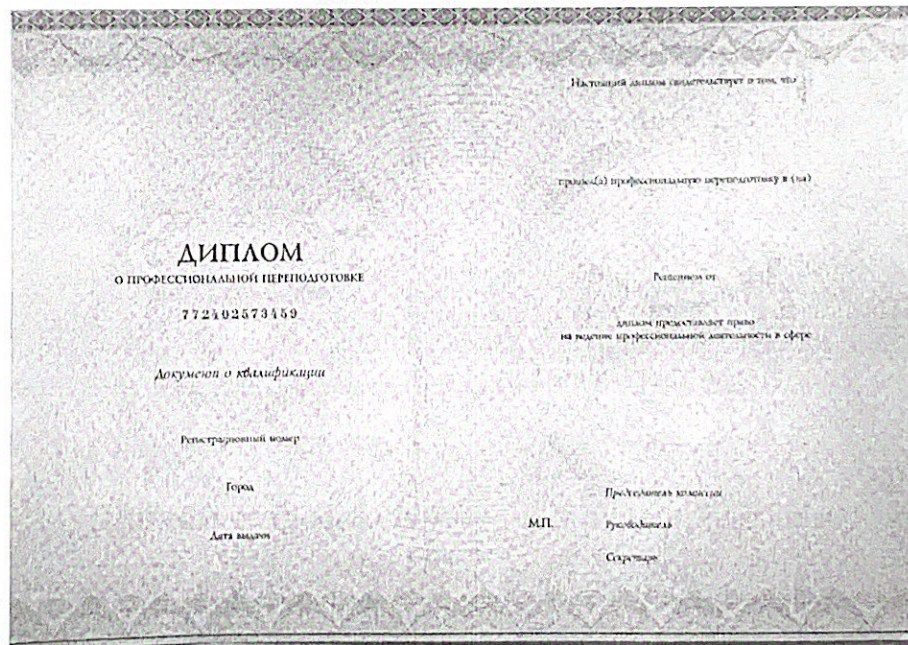 ДИПЛОМ
О ПРОФЕССИОНАЛЬНОЙ ПЕРЕПОДГОТОВКЕ
772402573459
Документ о квалификации
Регистрационный номер
Город
Дата выдачи
Настоящий диплом свидетельствует о том, что
прошел(а) профессиональную переподготовку в (на)
Решением от
диплом предоставляет право
на ведение профессиональной деятельности в сфере
Председатель комиссии
М.П.
Руководитель
Секретарь